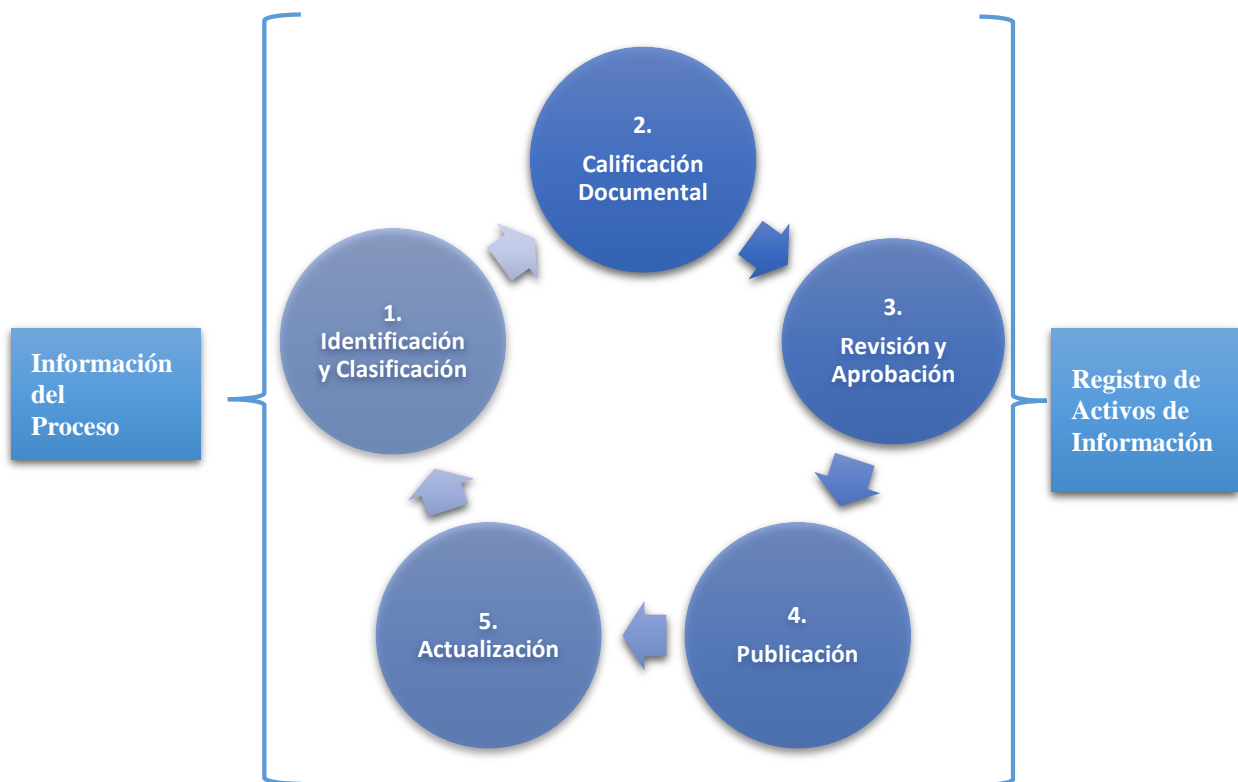 Información
del
Proceso
1.
Identificación
y Clasificación
2.
Calificación
Documental
3.
Revisión y
Aprobación
4.
Publicación
5.
Actualización
Registro de
Activos de
Información